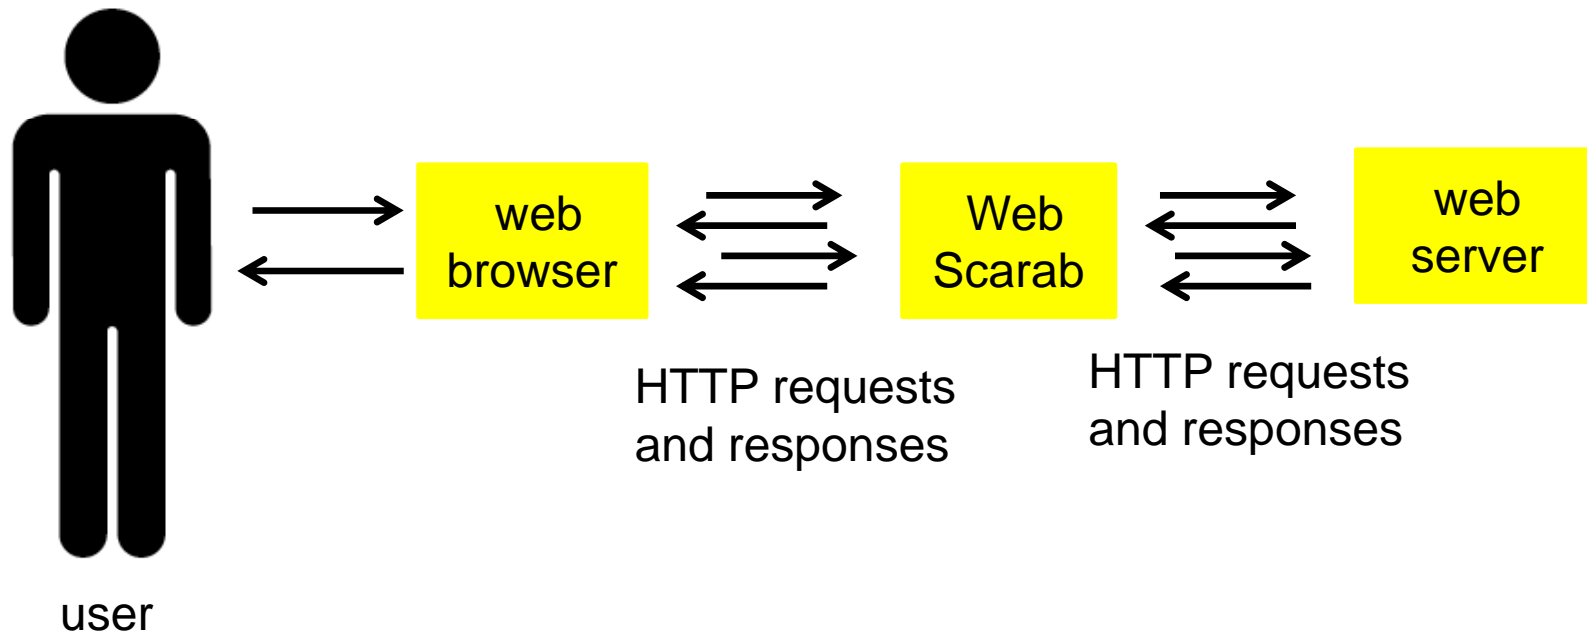 web
browser
Web
Scarab
web
server
HTTP requests
and responses
HTTP requests
and responses
user